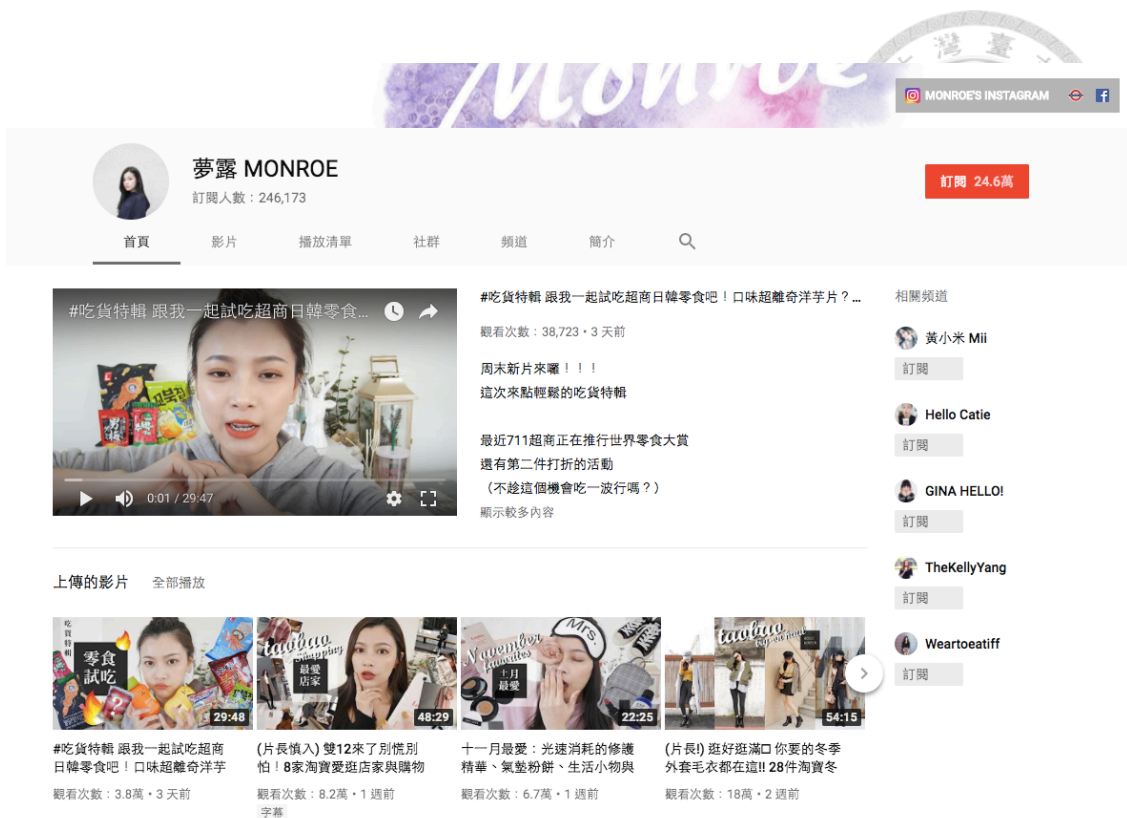 灣 臺
Monroe
MONROE'S INSTAGRAM
夢露 MONROE
訂閱人數：246,173
訂閱 24.6萬
首頁 影片 播放清單 社群 頻道 簡介
#吃貨特輯 跟我一起試吃超商日韓零食...
0:01 / 29:47
#吃貨特輯 跟我一起試吃超商日韓零食吧！口味超離奇洋芋片？...
觀看次數：38,723 • 3 天前
周末新片來囉！！！
這次來點輕鬆的吃貨特輯
最近711超商正在推行世界零食大賞
還有第二件打折的活動
（不趁這個機會吃一波行嗎？）
顯示較多內容
相關頻道
黃小米 Mii
訂閱
Hello Catie
訂閱
GINA HELLO!
訂閱
TheKellyYang
訂閱
Weartoeatiff
訂閱
上傳的影片 全部播放
吃貨特輯
零食
試吃
29:48
#吃貨特輯 跟我一起試吃超商
日韓零食吧！口味超離奇洋芋
觀看次數：3.8萬 • 3 天前
taobao
shopping
最愛
店家
48:29
(片長慎入) 雙12來了別慌別
怕！8家淘寶愛逛店家與購物
觀看次數：8.2萬 • 1 週前
字幕
Mrs
November
favorites
十一月
最愛
22:25
十一月最愛：光速消耗的修護
精華、氣墊粉餅、生活小物與
觀看次數：6.7萬 • 1 週前
taobao
try-on haul
54:15
(片長!) 逛好逛滿□ 你要的冬季
外套毛衣都在這!! 28件淘寶冬
觀看次數：18萬 • 2 週前